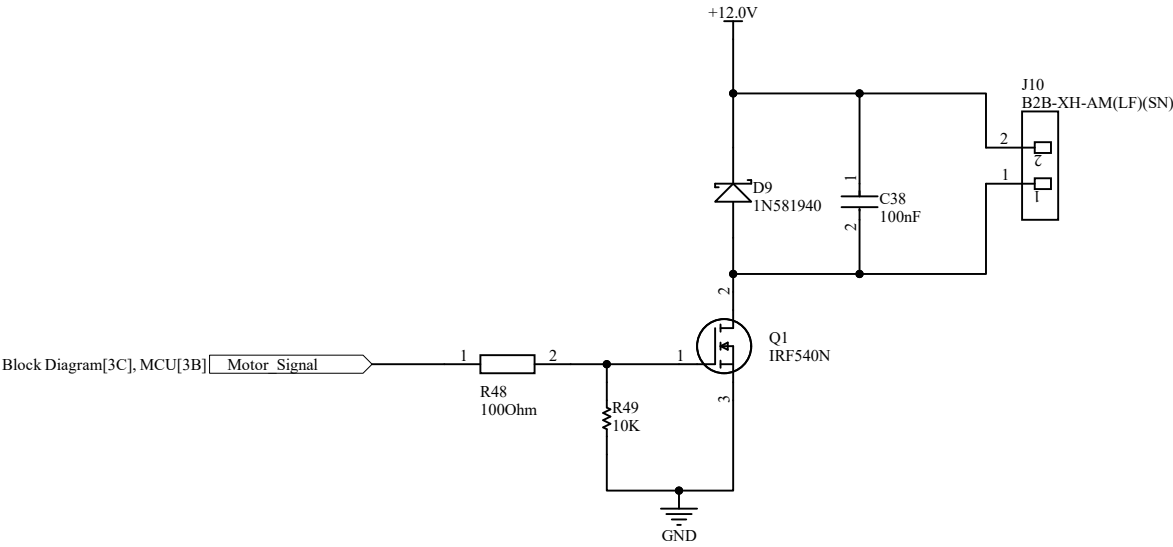 +12.0V
J10
B2B-XH-AM(LF)(SN)
2
2
1
1
D9
1N581940
1
C38
100nF
2
2
Q1
IRF540N
Block Diagram[3C], MCU[3B]
Motor_Signal
1
2
1
R48
100Ohm
R49
10K
3
GND